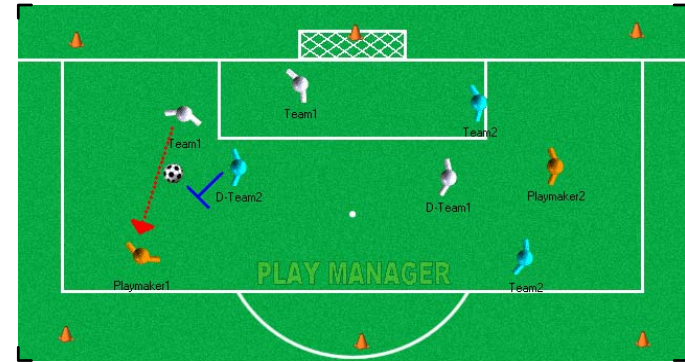 Team1
Team1
Team2
D-Team2
D-Team1
Playmaker2
PLAY MANAGER
Playmaker1
Team2